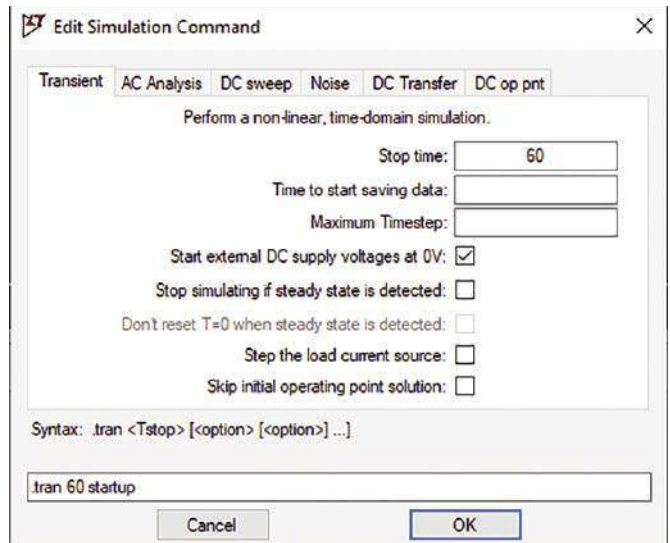 Edit Simulation Command
Transient AC Analysis DC sweep Noise DC Transfer DC op pnt
Perform a non-linear, time-domain simulation.
Stop time: 60
Time to start saving data:
Maximum Timestep:
Start external DC supply voltages at 0V:
Stop simulating if steady state is detected:
Don't reset T=0 when steady state is detected:
Step the load current source:
Skip initial operating point solution:
Syntax: .tran <Tstop> [<option> [<option>] ...]
.tran 60 startup
Cancel OK